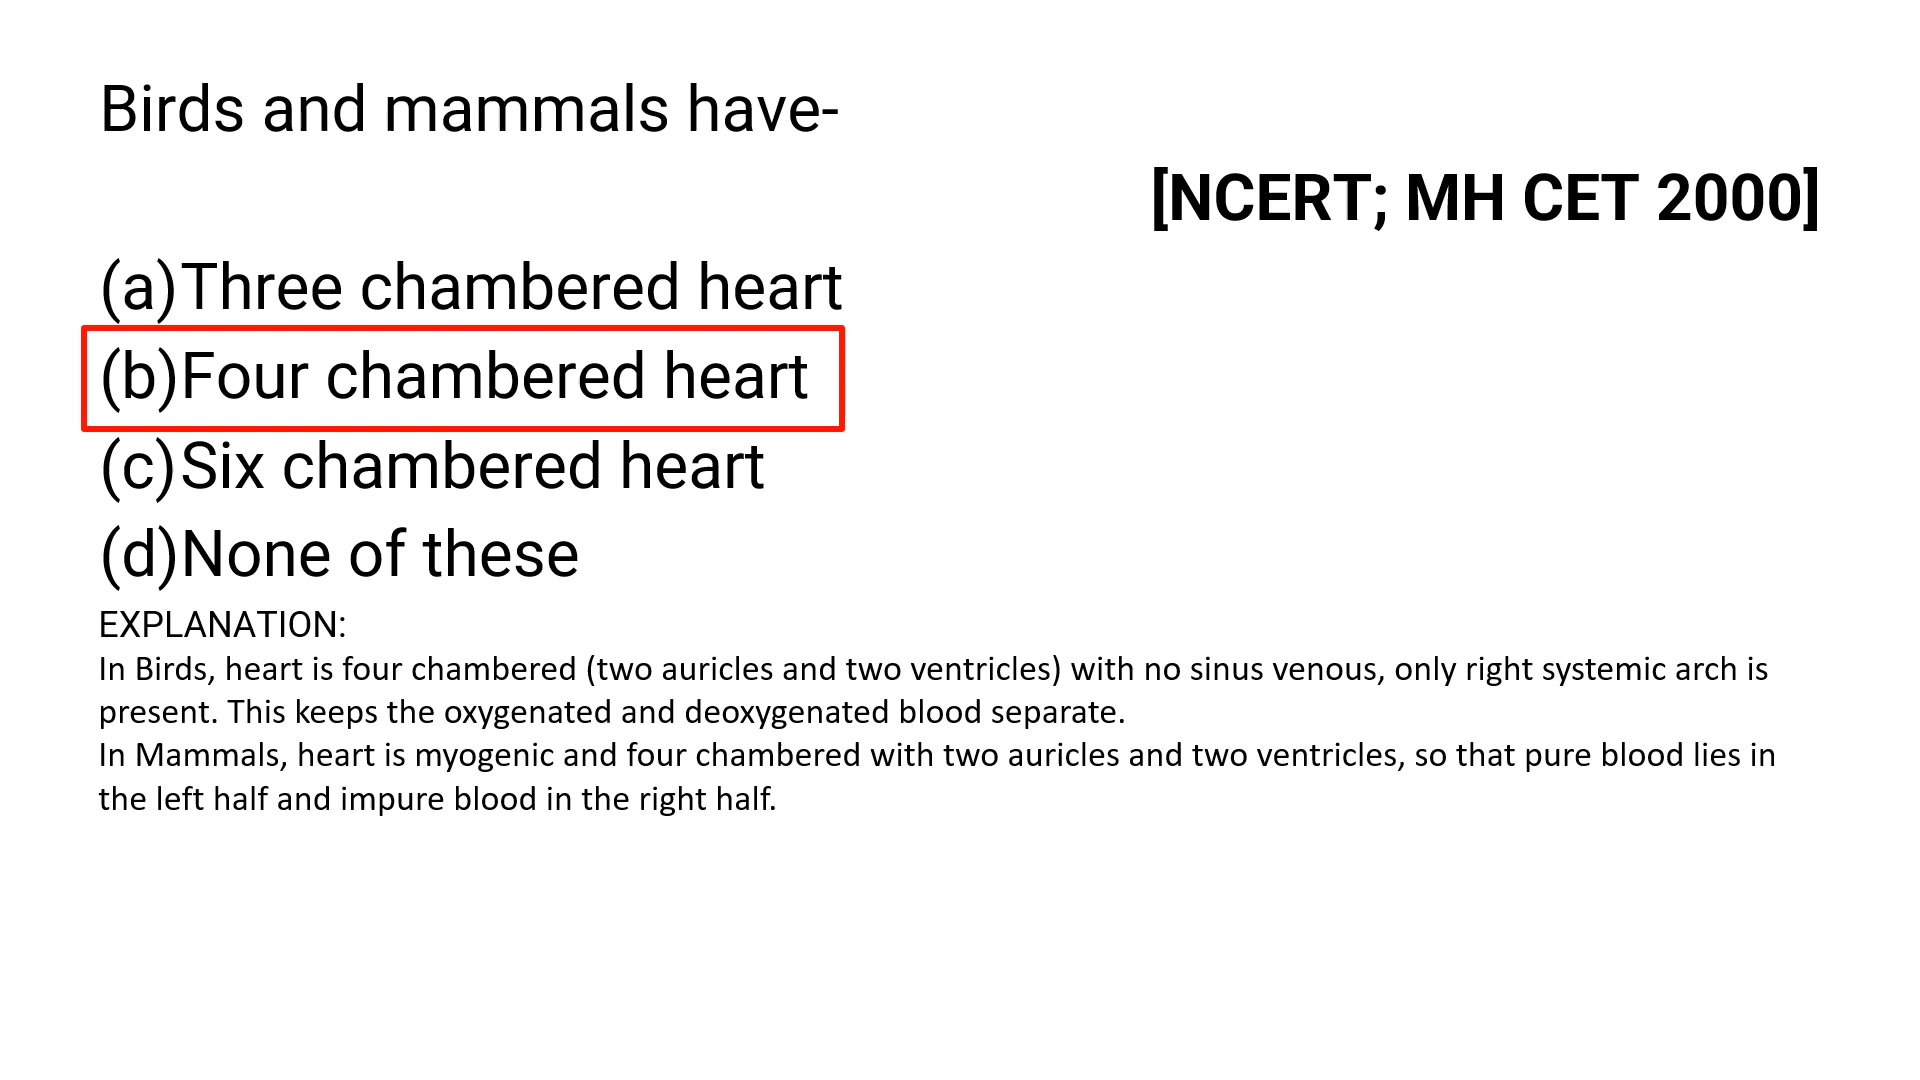 Birds and mammals have-
[NCERT; MH CET 2000]
(a)Three chambered heart
(b)Four chambered heart
(c)Six chambered heart
(d)None of these
EXPLANATION:
In Birds, heart is four chambered (two auricles and two ventricles) with no sinus venous, only right systemic arch is
present. This keeps the oxygenated and deoxygenated blood separate.
In Mammals, heart is myogenic and four chambered with two auricles and two ventricles, so that pure blood lies in
the left half and impure blood in the right half.